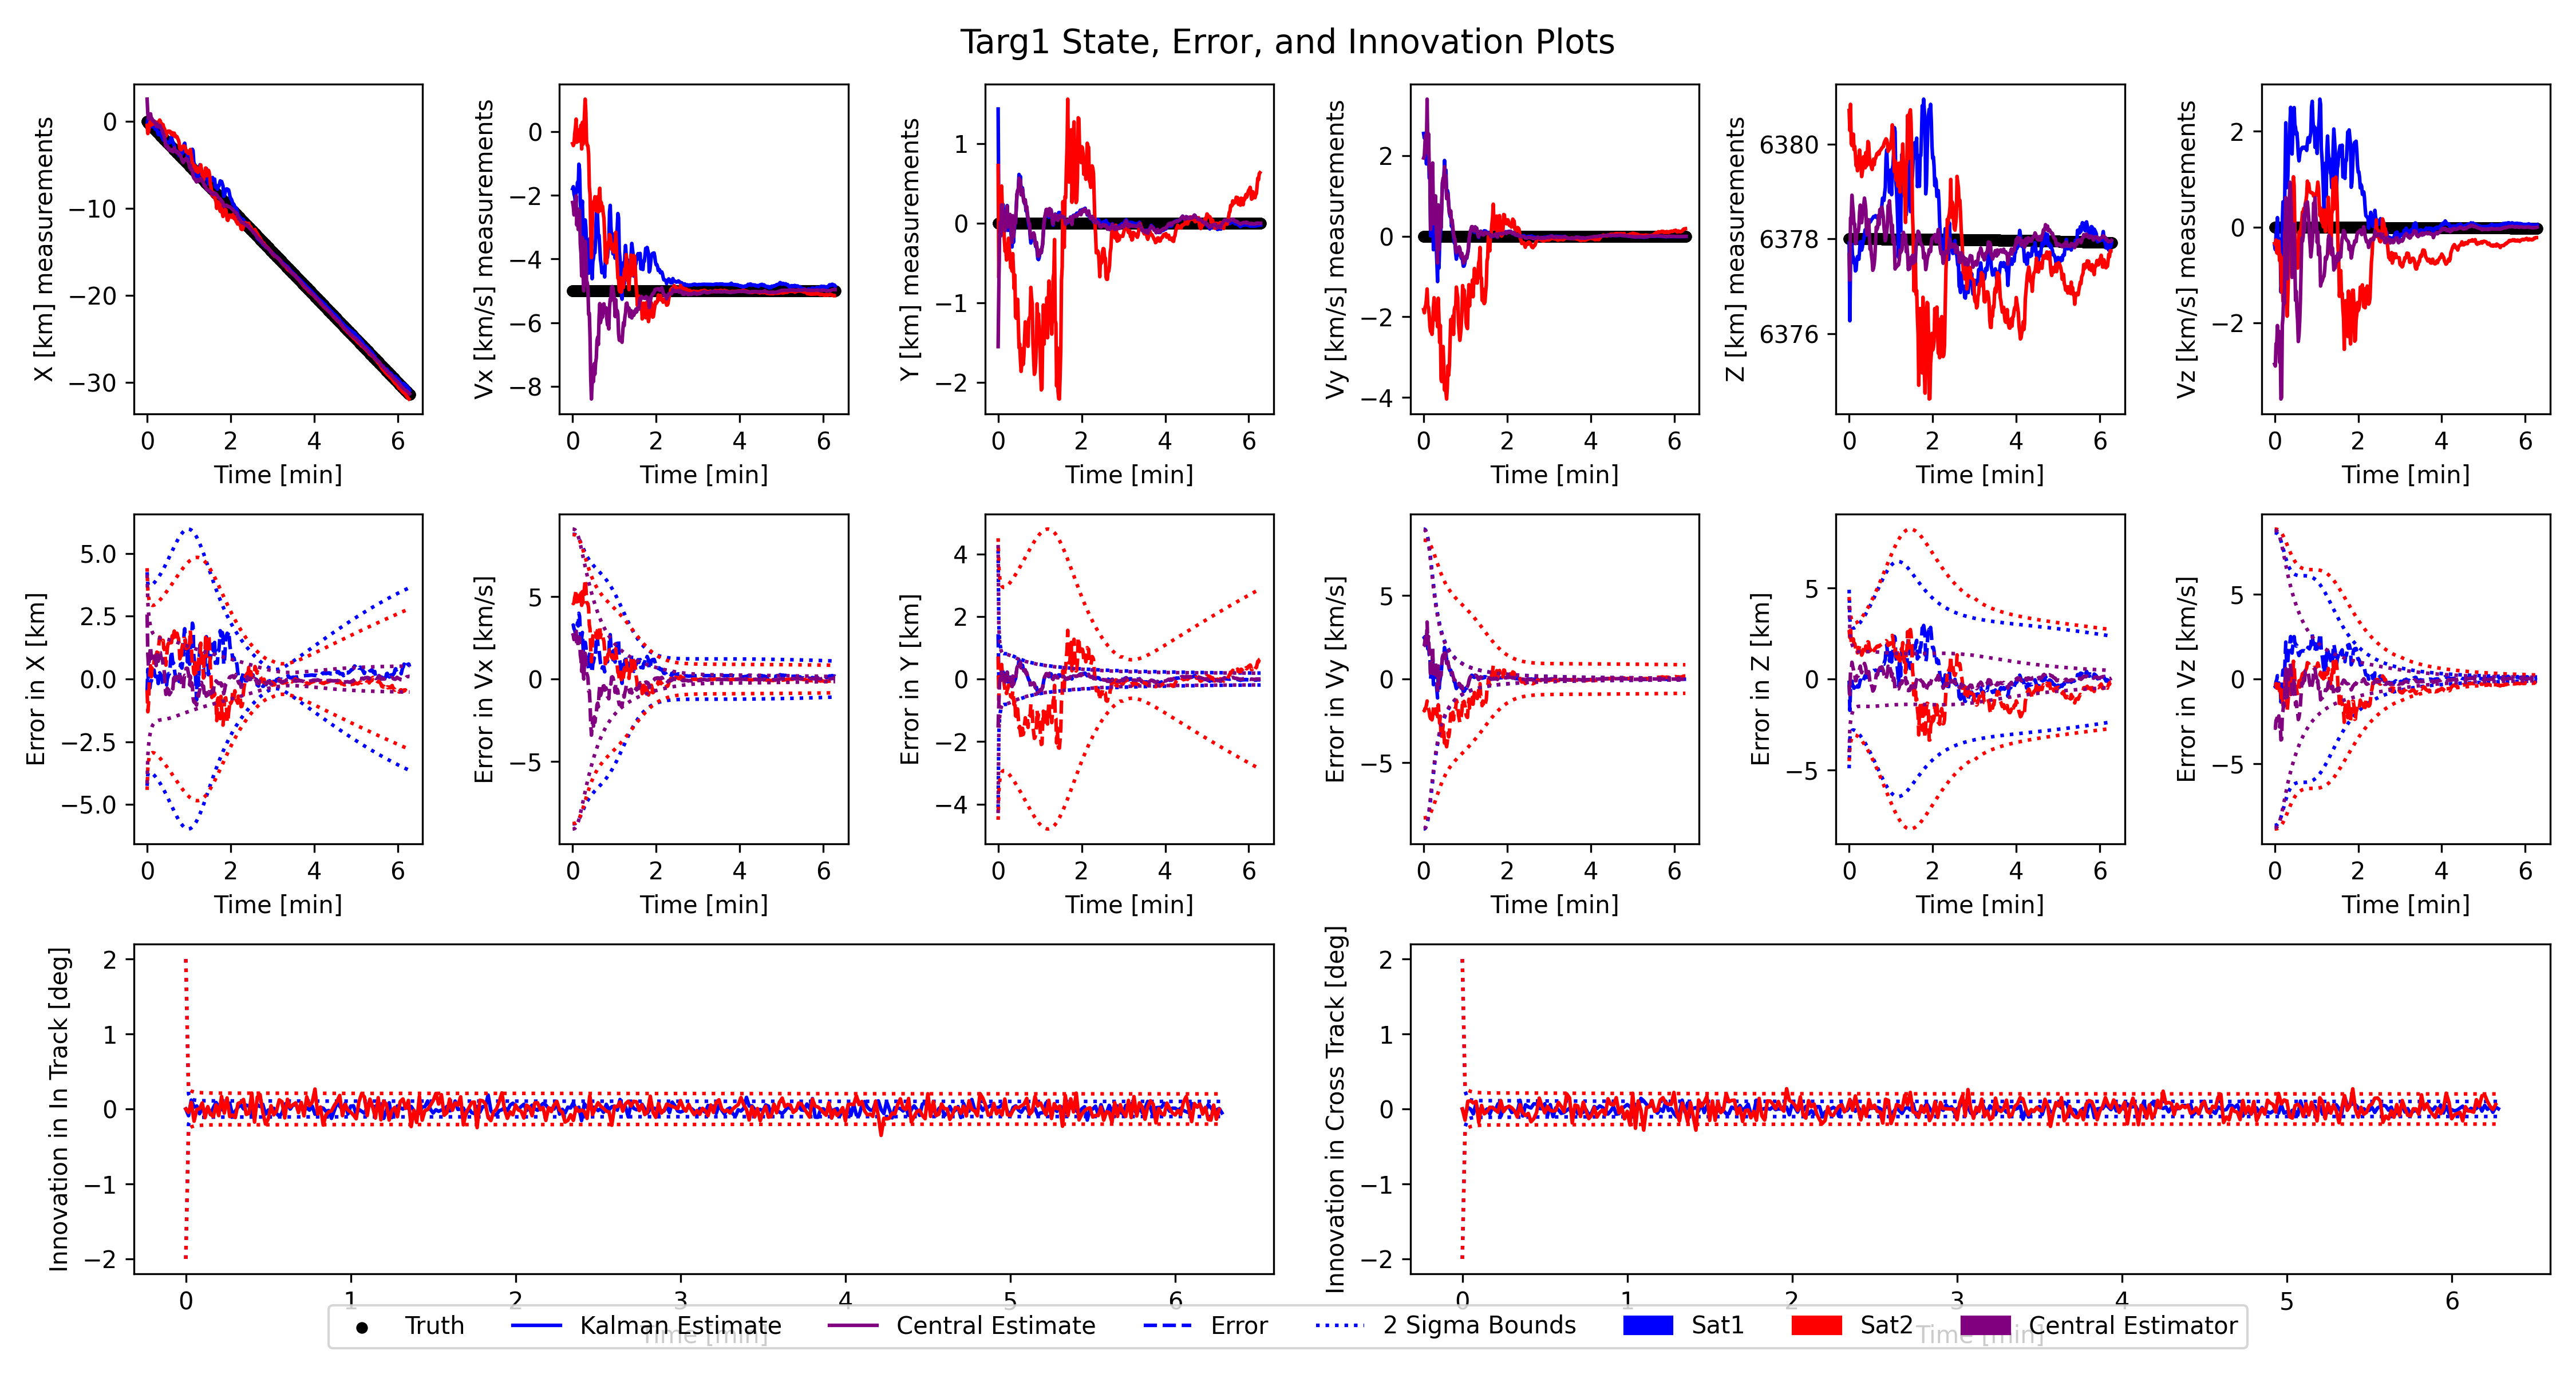 Targ1 State, Error, and Innovation Plots
X [km] measurements
0
−10
−20
−30
0 2 4 6
Time [min]
Vx [km/s] measurements
0
−2
−4
−6
−8
0 2 4 6
Time [min]
Y [km] measurements
1
0
−1
−2
0 2 4 6
Time [min]
Vy [km/s] measurements
2
0
−2
−4
0 2 4 6
Time [min]
Z [km] measurements
6380
6378
6376
0 2 4 6
Time [min]
Vz [km/s] measurements
2
0
−2
0 2 4 6
Time [min]
Error in X [km]
5.0
2.5
0.0
−2.5
−5.0
0 2 4 6
Time [min]
Error in Vx [km/s]
5
0
−5
0 2 4 6
Time [min]
Error in Y [km]
4
2
0
−2
−4
0 2 4 6
Time [min]
Error in Vy [km/s]
5
0
−5
0 2 4 6
Time [min]
Error in Z [km]
5
0
−5
0 2 4 6
Time [min]
Error in Vz [km/s]
5
0
−5
0 2 4 6
Time [min]
Innovation in In Track [deg]
2
1
0
−1
−2
0 1 2 3 4 5 6
Time [min]
Innovation in Cross Track [deg]
2
1
0
−1
−2
0 1 2 3 4 5 6
Time [min]
Truth Kalman Estimate Central Estimate Error 2 Sigma Bounds Sat1 Sat2 Central Estimator